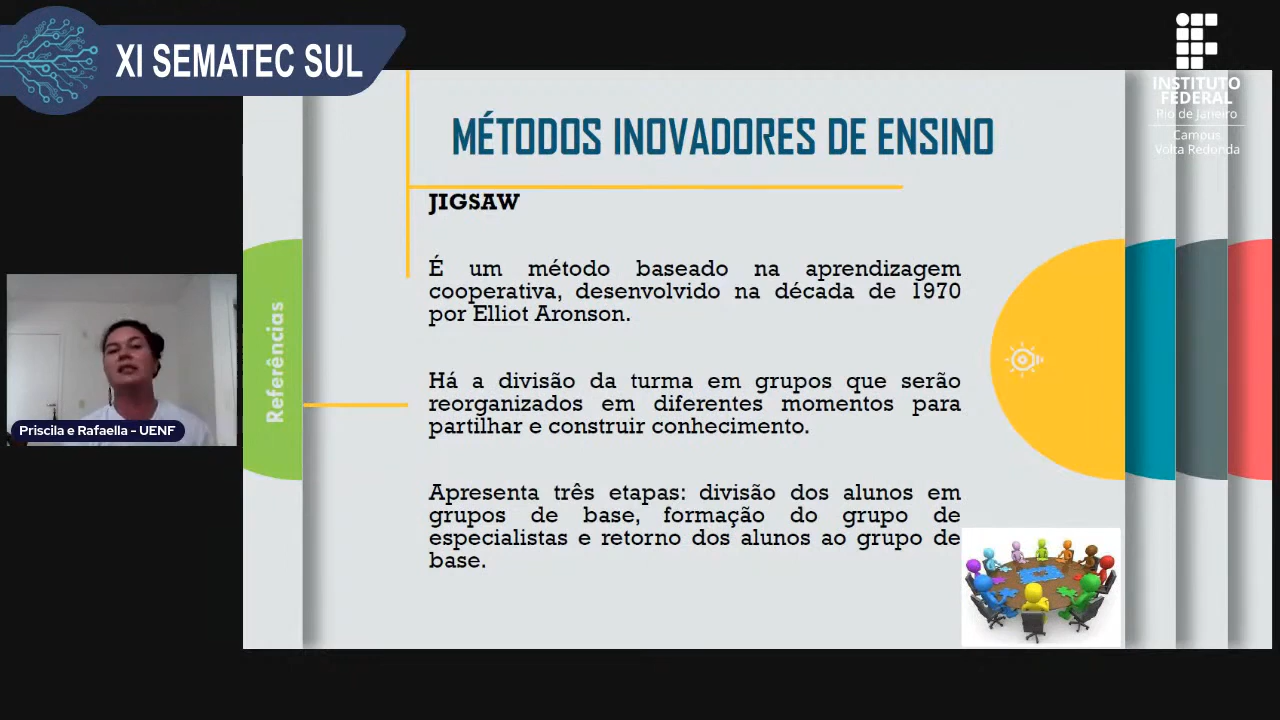 XI SEMATEC SUL
INSTITUTO
FEDERAL
Rio de Janeiro
Campus
Volta Redonda
MÉTODOS INOVADORES DE ENSINO
JIGSAW
É um método baseado na aprendizagem
cooperativa, desenvolvido na década de 1970
por Elliot Aronson.
Há a divisão da turma em grupos que serão
reorganizados em diferentes momentos para
partilhar e construir conhecimento.
Apresenta três etapas: divisão dos alunos em
grupos de base, formação do grupo de
especialistas e retorno dos alunos ao grupo de
base.
Referências
Priscila e Rafaella - UENF